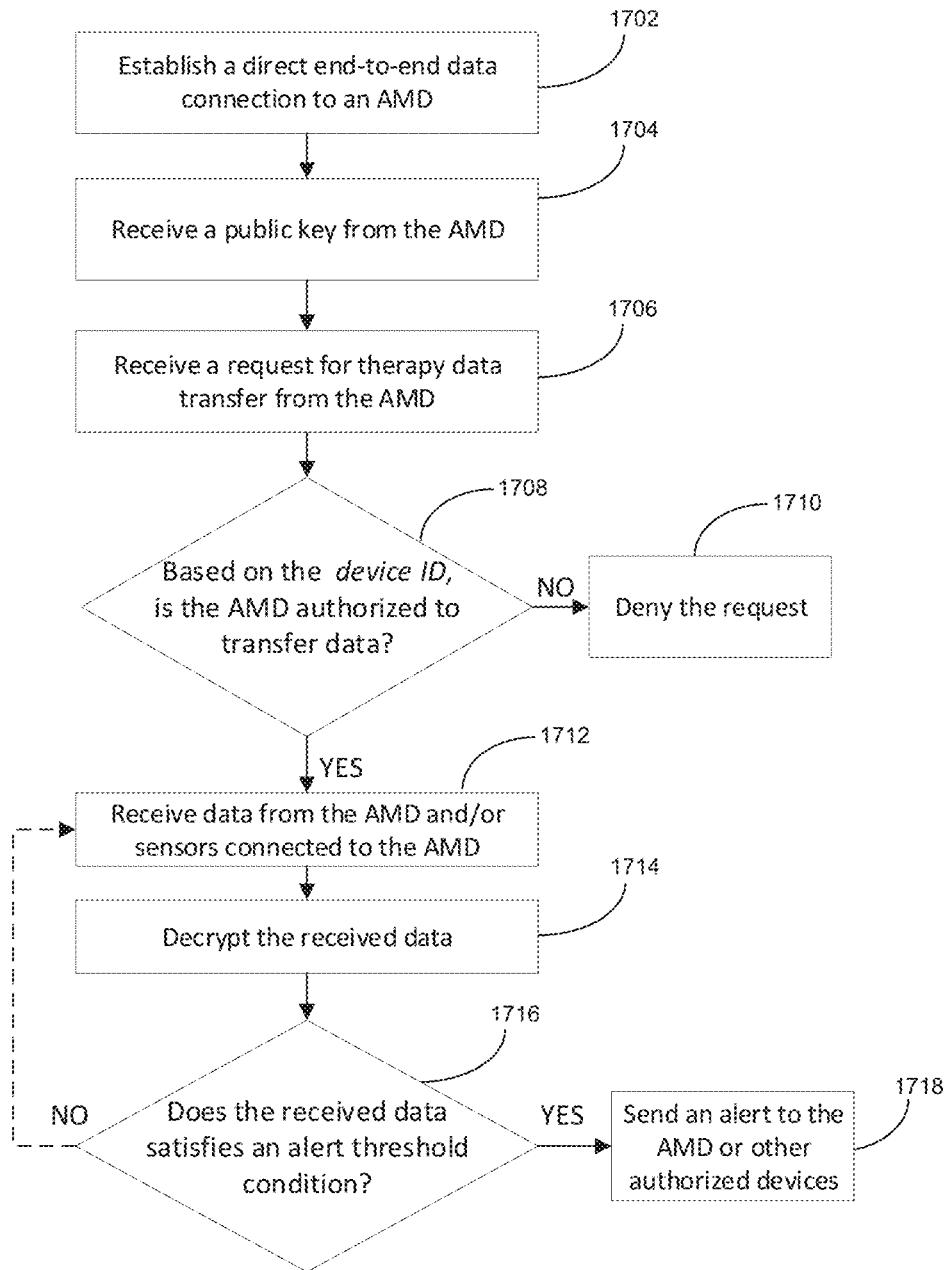 1702
Establish a direct end-to-end data
connection to an AMD
1704
Receive a public key from the AMD
1706
Receive a request for therapy data
transfer from the AMD
1708
Based on the device ID,
is the AMD authorized to
transfer data?
NO
1710
Deny the request
YES
1712
Receive data from the AMD and/or
sensors connected to the AMD
1714
Decrypt the received data
1716
Does the received data
satisfies an alert threshold
condition?
NO
YES
1718
Send an alert to the
AMD or other
authorized devices